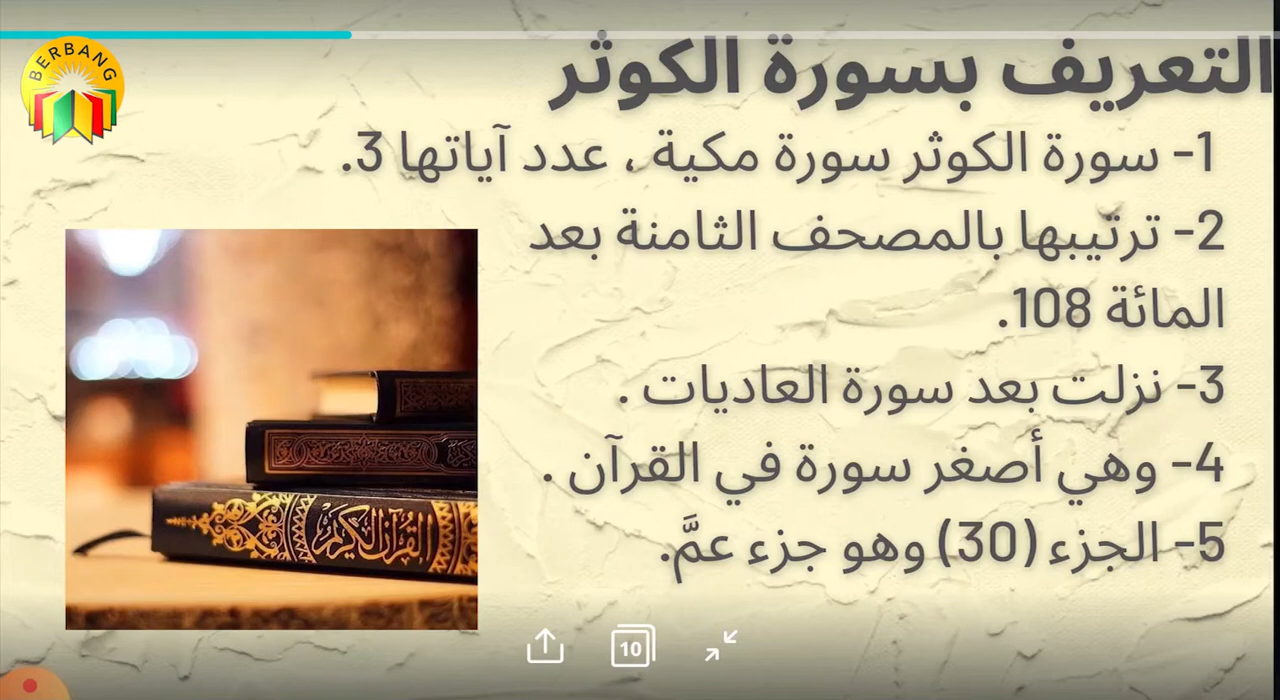 BERBANG
التعريف بسورة الكوثر
1- سورة الكوثر سورة مكية ، عدد آياتها 3.
2- ترتيبها بالمصحف الثامنة بعد
المائة 108.
3- نزلت بعد سورة العاديات .
4- وهي أصغر سورة في القرآن .
5- الجزء (30) وهو جزء عمَّ.
القرآن الكريم
10